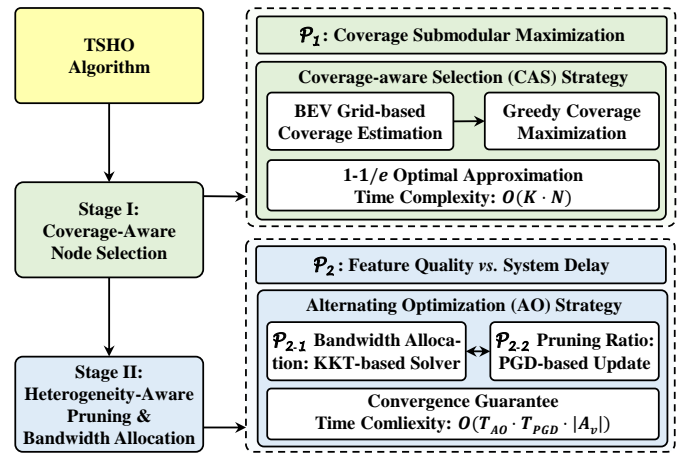 TSHO
Algorithm
Stage I:
Coverage-Aware
Node Selection
Stage II:
Heterogeneity-Aware
Pruning &
Bandwidth Allocation
𝒫₁: Coverage Submodular Maximization
Coverage-aware Selection (CAS) Strategy
BEV Grid-based
Coverage Estimation
Greedy Coverage
Maximization
1-1/e Optimal Approximation
Time Complexity: O(K · N)
𝒫₂: Feature Quality vs. System Delay
Alternating Optimization (AO) Strategy
𝒫₂₋₁ Bandwidth Alloca-
tion: KKT-based Solver
𝒫₂₋₂ Pruning Ratio:
PGD-based Update
Convergence Guarantee
Time Comliexity: O(T_AO · T_PGD · |A_v|)